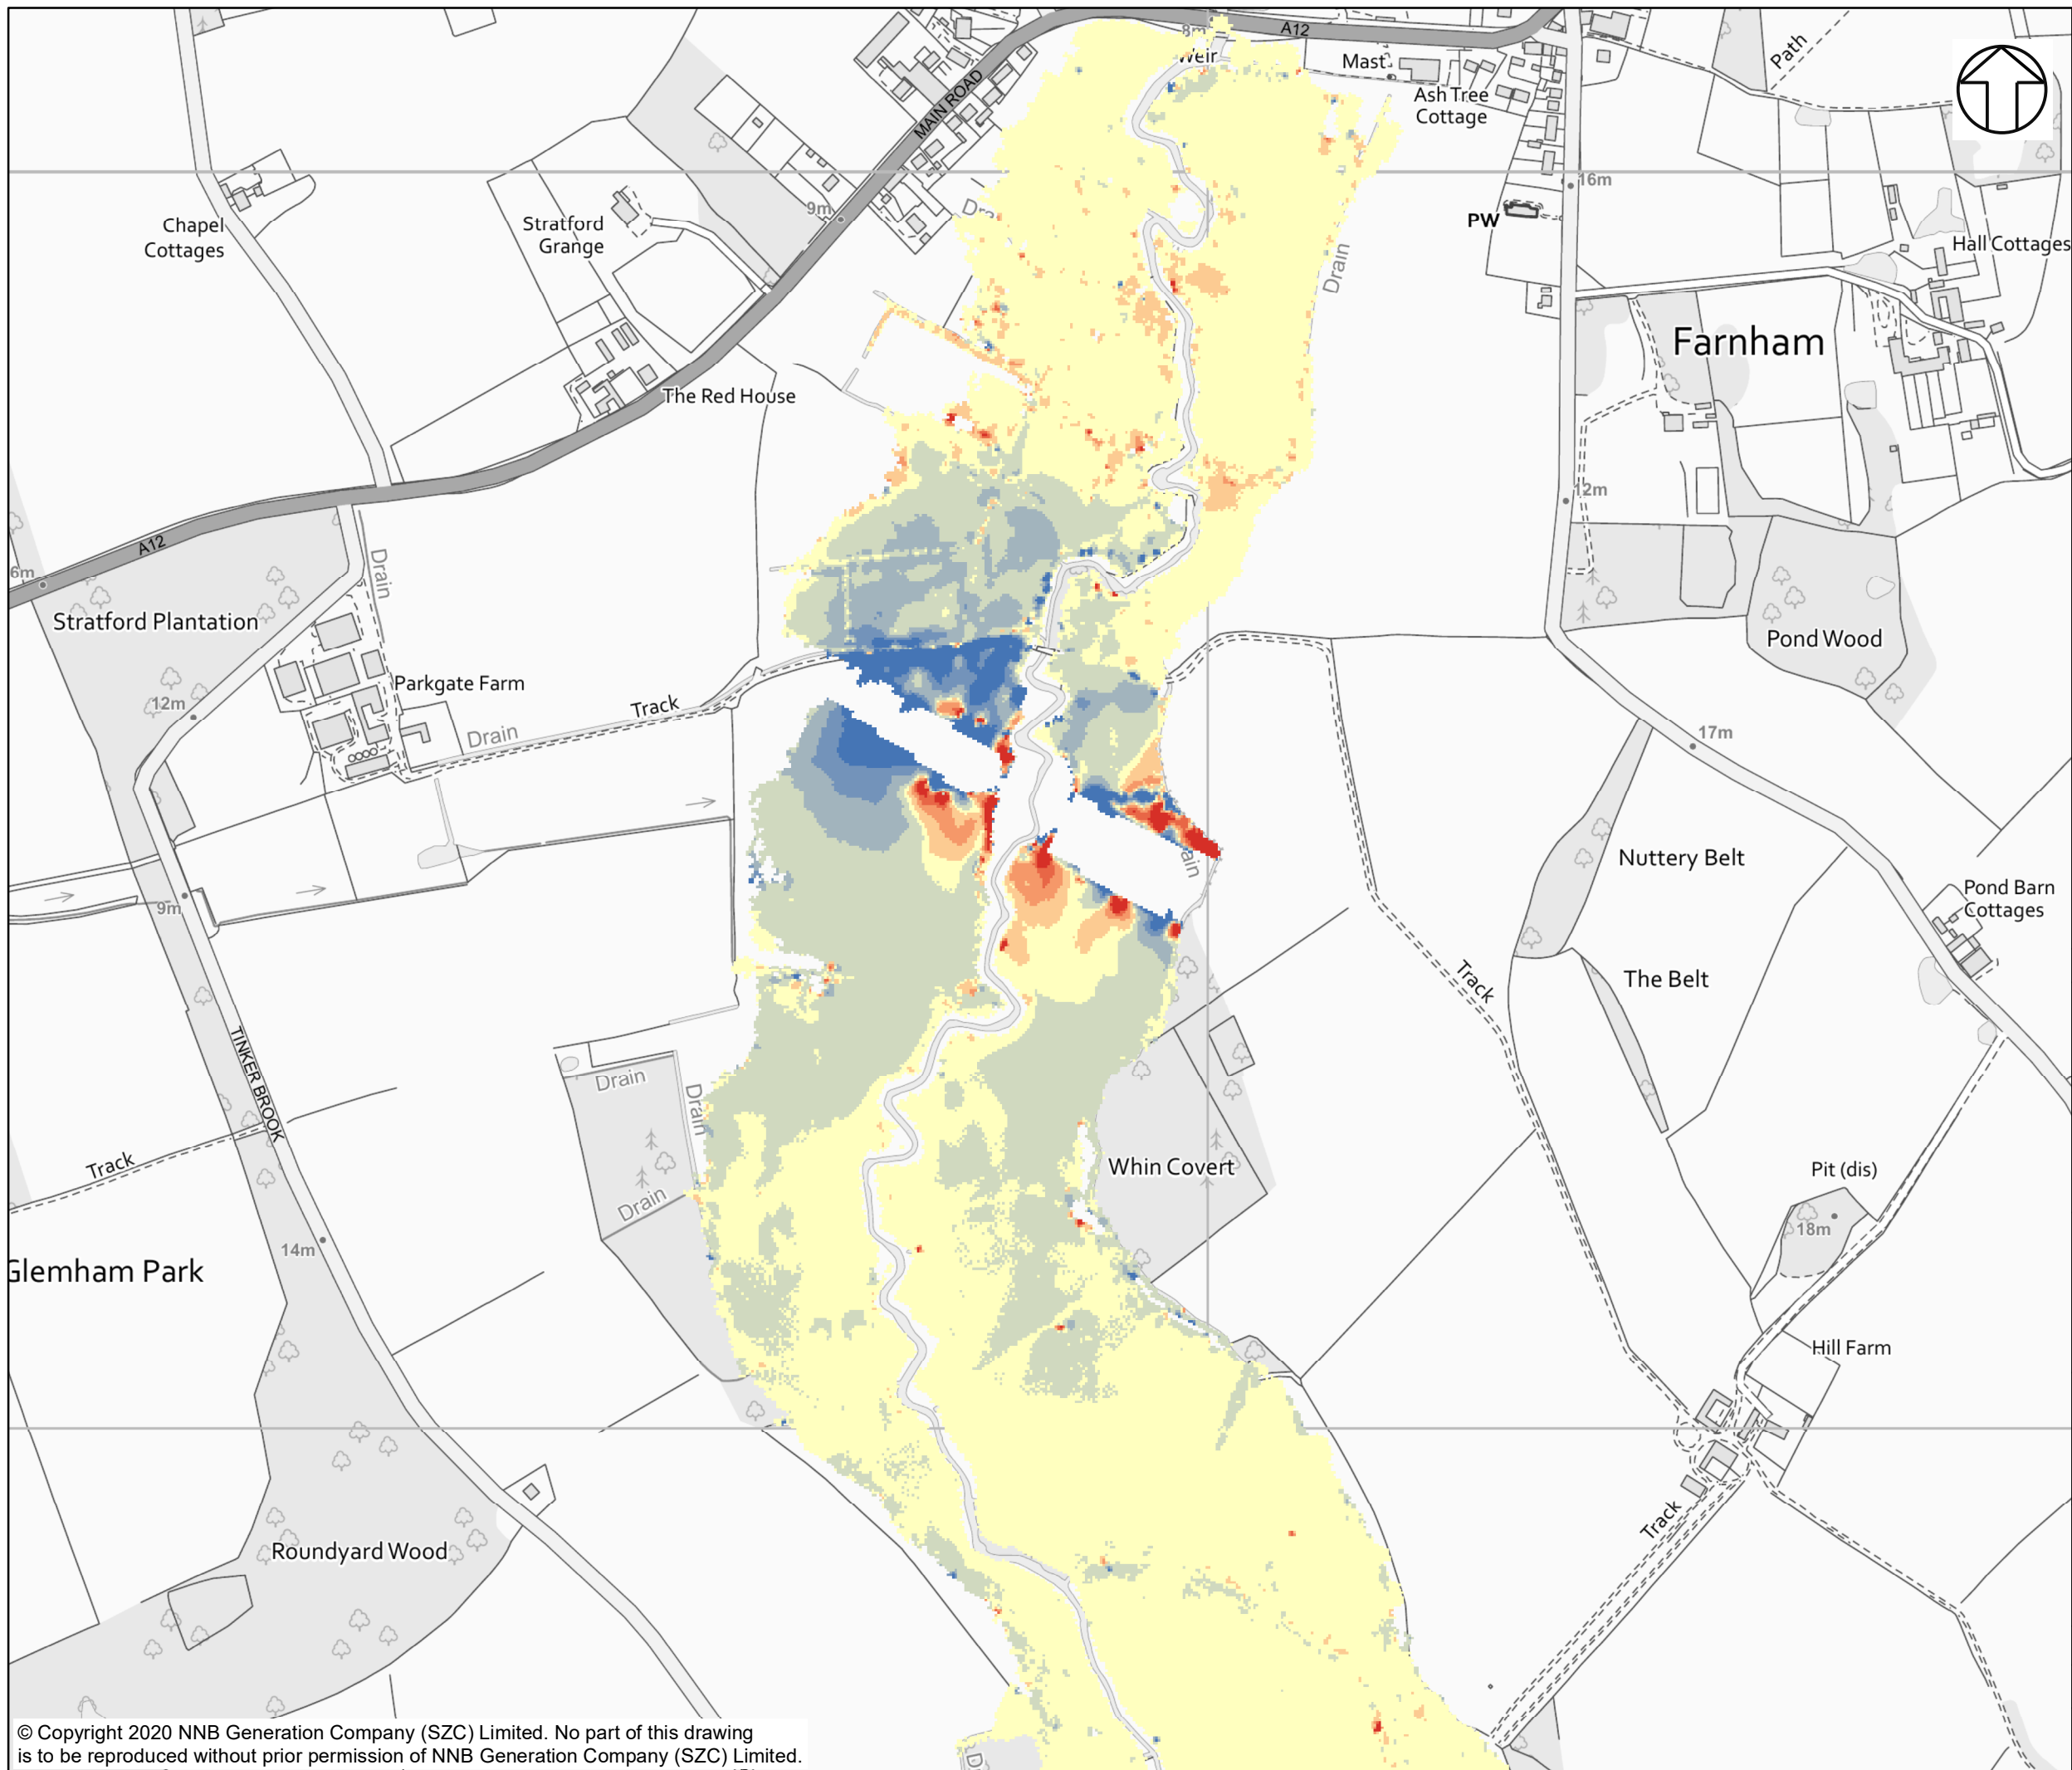 8m
A12
Weir
Mast
Path
Ash Tree
Cottage
MAIN ROAD
16m
9m
PW
Chapel
Cottages
Stratford
Grange
Drain
Hall Cottages
Farnham
The Red House
12m
A12
6m
Drain
Stratford Plantation
Pond Wood
Parkgate Farm
12m
Track
Drain
17m
Nuttery Belt
ain
Pond Barn
Cottages
9m
The Belt
Track
TINKER BROOK
Drain
Drain
Track
Whin Covert
Pit (dis)
Drain
18m
14m
Glemham Park
Hill Farm
Track
Roundyard Wood
© Copyright 2020 NNB Generation Company (SZC) Limited. No part of this drawing
is to be reproduced without prior permission of NNB Generation Company (SZC) Limited.